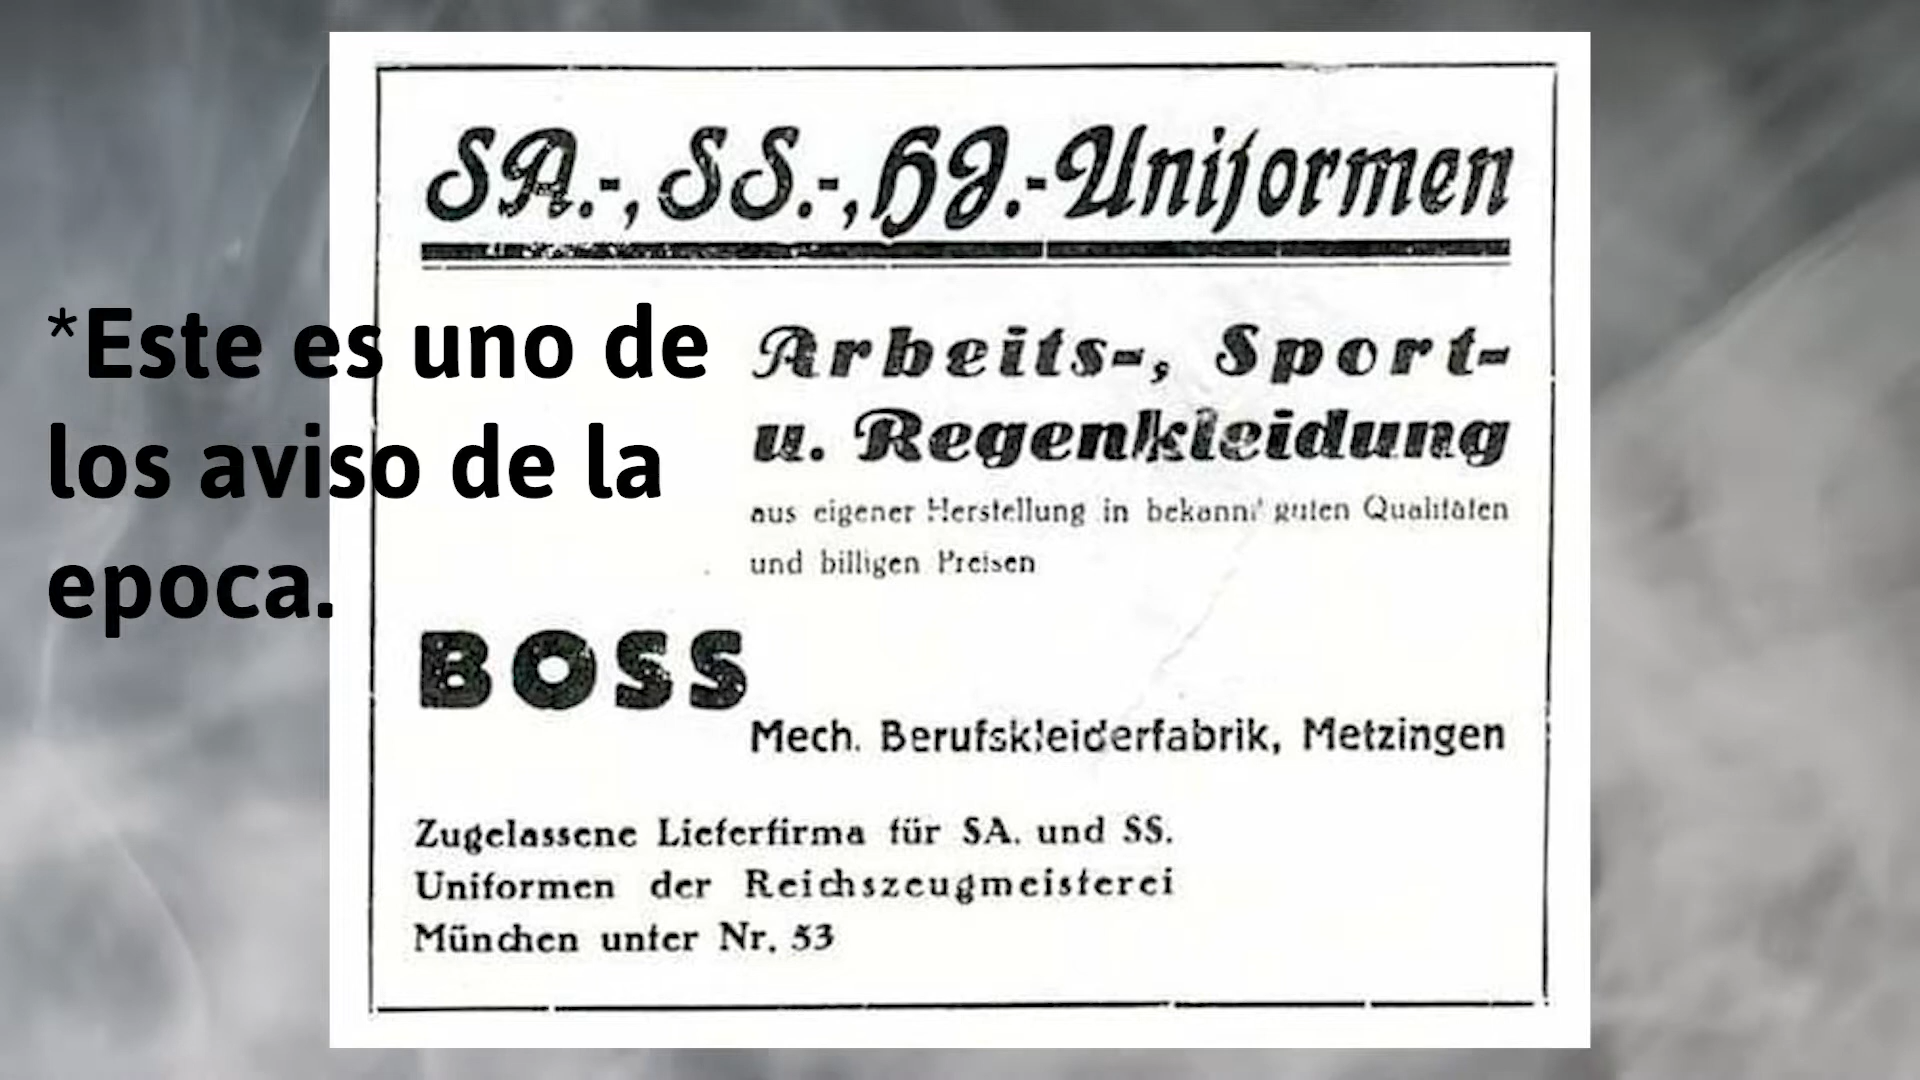 SA.-, SS.-, HJ.-Uniformen
*Este es uno de
los aviso de la
epoca.
Arbeits-, Sport-
u. Regenkleidung
aus eigener Herstellung in bekannt guten Qualitäten
und billigen Preisen
BOSS
Mech. Berufskleiderfabrik, Metzingen
Zugelassene Lieferfirma für SA. und SS.
Uniformen der Reichszeugmeisterei
München unter Nr. 53